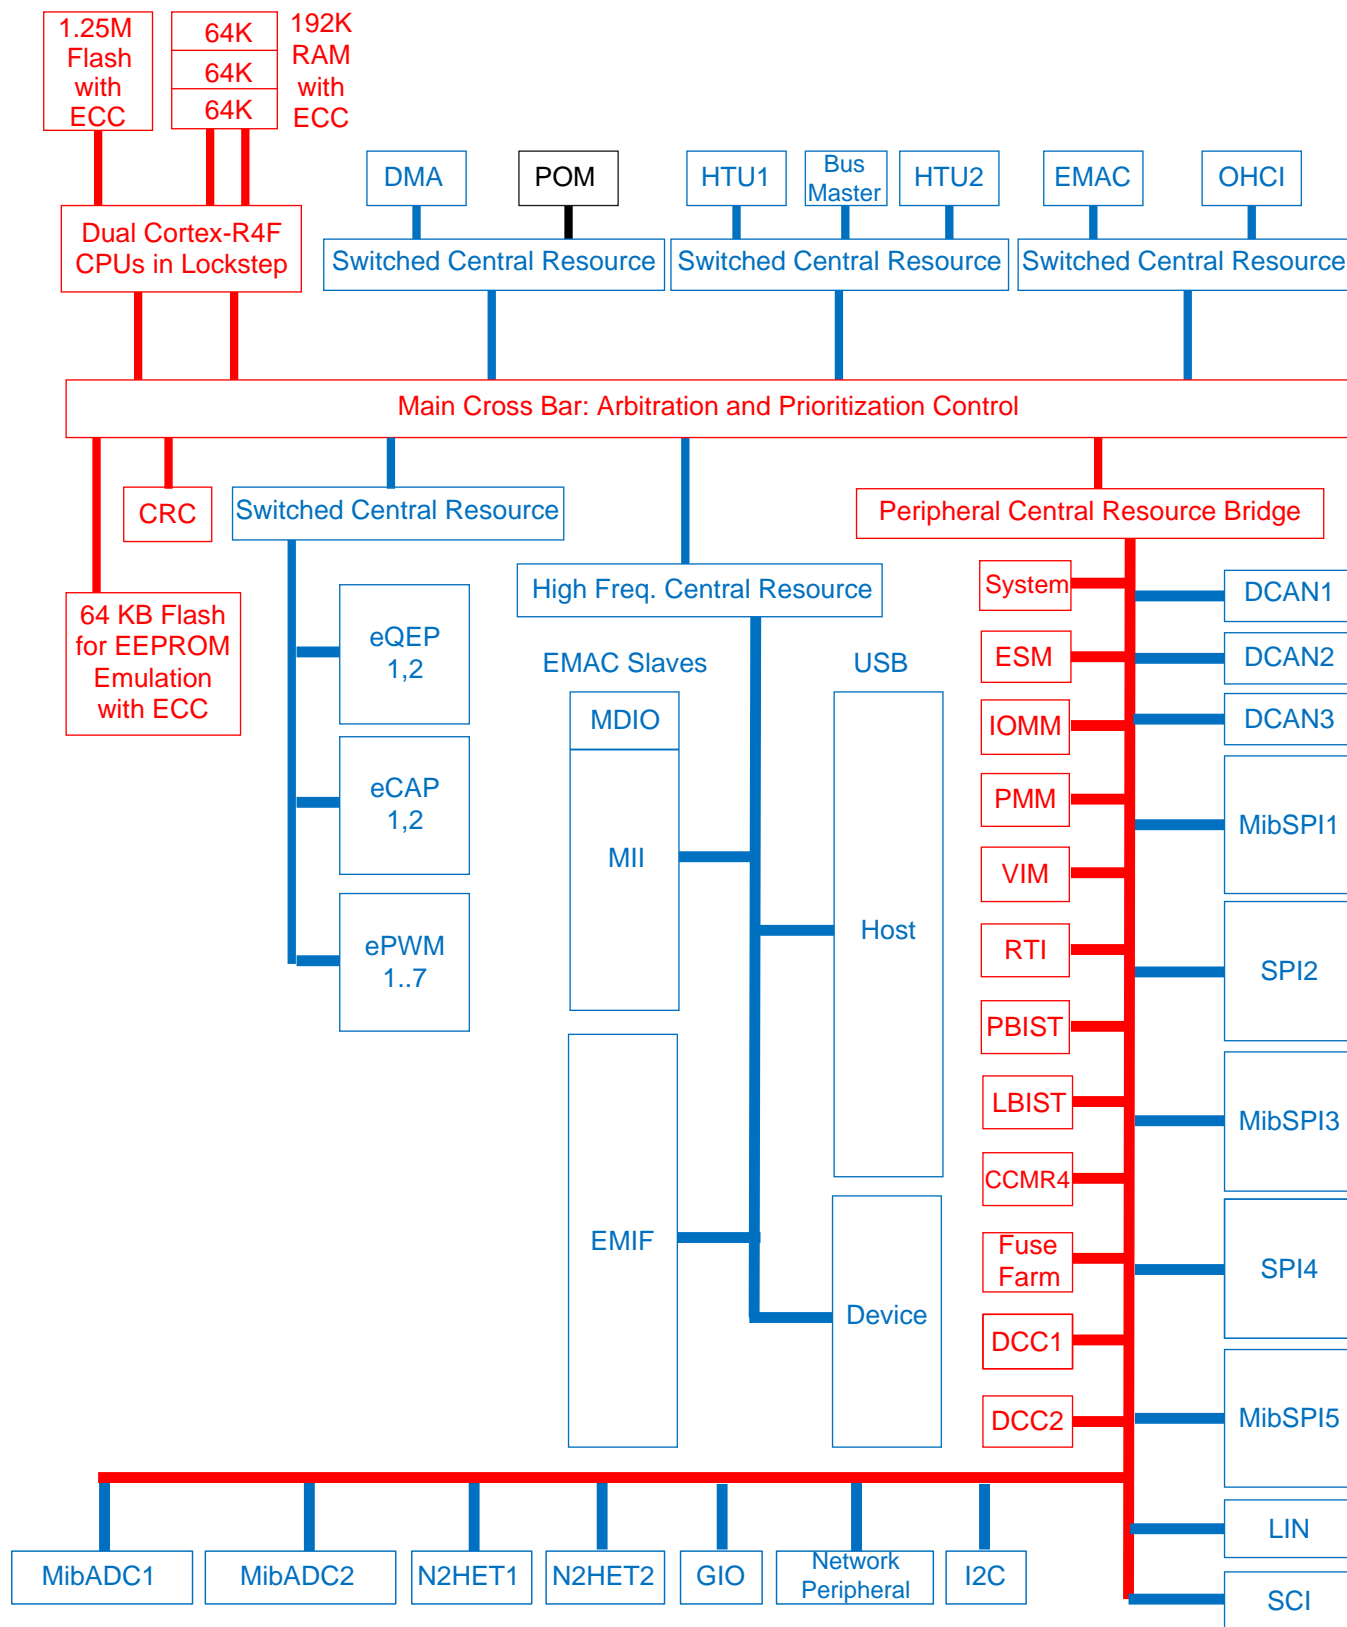 1.25M
Flash
with
ECC
64K
64K
64K
192K
RAM
with
ECC
DMA
POM
HTU1
Bus
Master
HTU2
EMAC
OHCI
Dual Cortex-R4F
CPUs in Lockstep
Switched Central Resource
Switched Central Resource
Switched Central Resource
Main Cross Bar: Arbitration and Prioritization Control
CRC
Switched Central Resource
Peripheral Central Resource Bridge
64 KB Flash
for EEPROM
Emulation
with ECC
High Freq. Central Resource
eQEP
1,2
eCAP
1,2
ePWM
1..7
EMAC Slaves
MDIO
MII
EMIF
USB
Host
Device
System
ESM
IOMM
PMM
VIM
RTI
PBIST
LBIST
CCMR4
Fuse
Farm
DCC1
DCC2
DCAN1
DCAN2
DCAN3
MibSPI1
SPI2
MibSPI3
SPI4
MibSPI5
LIN
SCI
MibADC1
MibADC2
N2HET1
N2HET2
GIO
Network
Peripheral
I2C